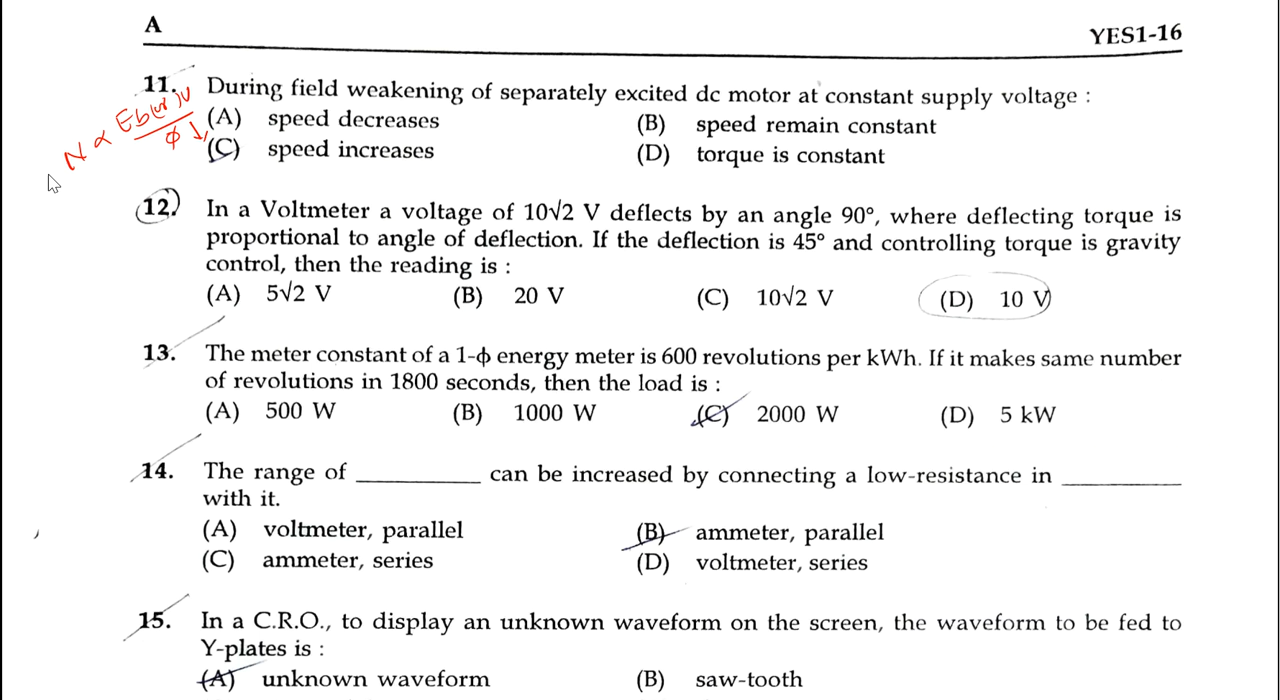 A
YES1-16
11. During field weakening of separately excited dc motor at constant supply voltage :
(A) speed decreases (B) speed remain constant
(C) speed increases (D) torque is constant
N ∝ Eb(or)V
φ ↓
12. In a Voltmeter a voltage of 10√2 V deflects by an angle 90°, where deflecting torque is
proportional to angle of deflection. If the deflection is 45° and controlling torque is gravity
control, then the reading is :
(A) 5√2 V (B) 20 V (C) 10√2 V (D) 10 V
13. The meter constant of a 1-ϕ energy meter is 600 revolutions per kWh. If it makes same number
of revolutions in 1800 seconds, then the load is :
(A) 500 W (B) 1000 W (C) 2000 W (D) 5 kW
14. The range of __________ can be increased by connecting a low-resistance in __________
with it.
(A) voltmeter, parallel (B) ammeter, parallel
(C) ammeter, series (D) voltmeter, series
15. In a C.R.O., to display an unknown waveform on the screen, the waveform to be fed to
Y-plates is :
(A) unknown waveform (B) saw-tooth